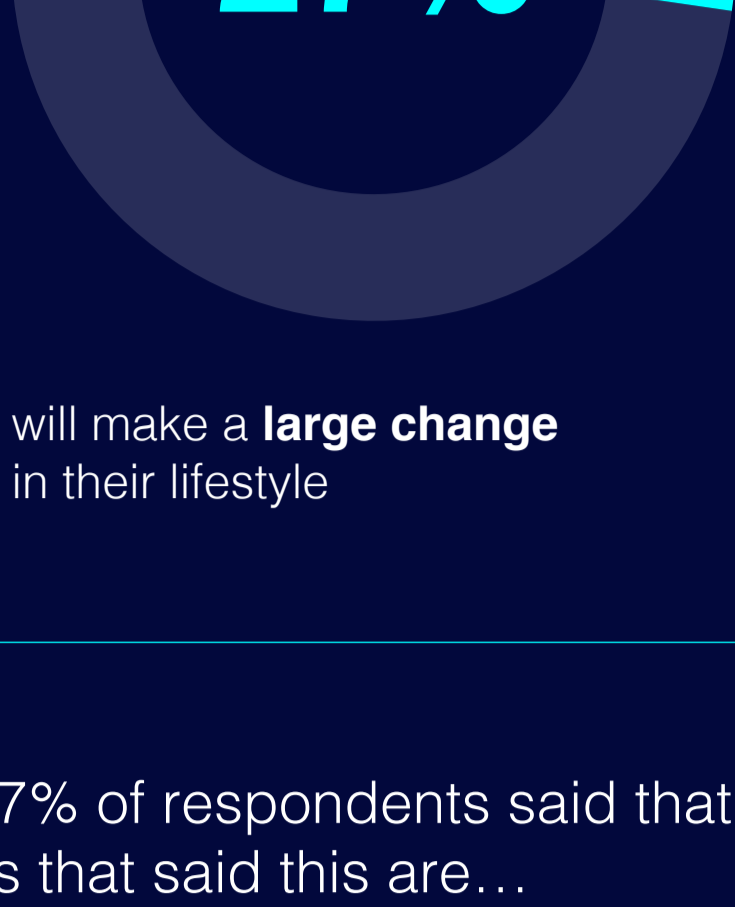 will make a large change
in their lifestyle
7% of respondents said that
s that said this are...